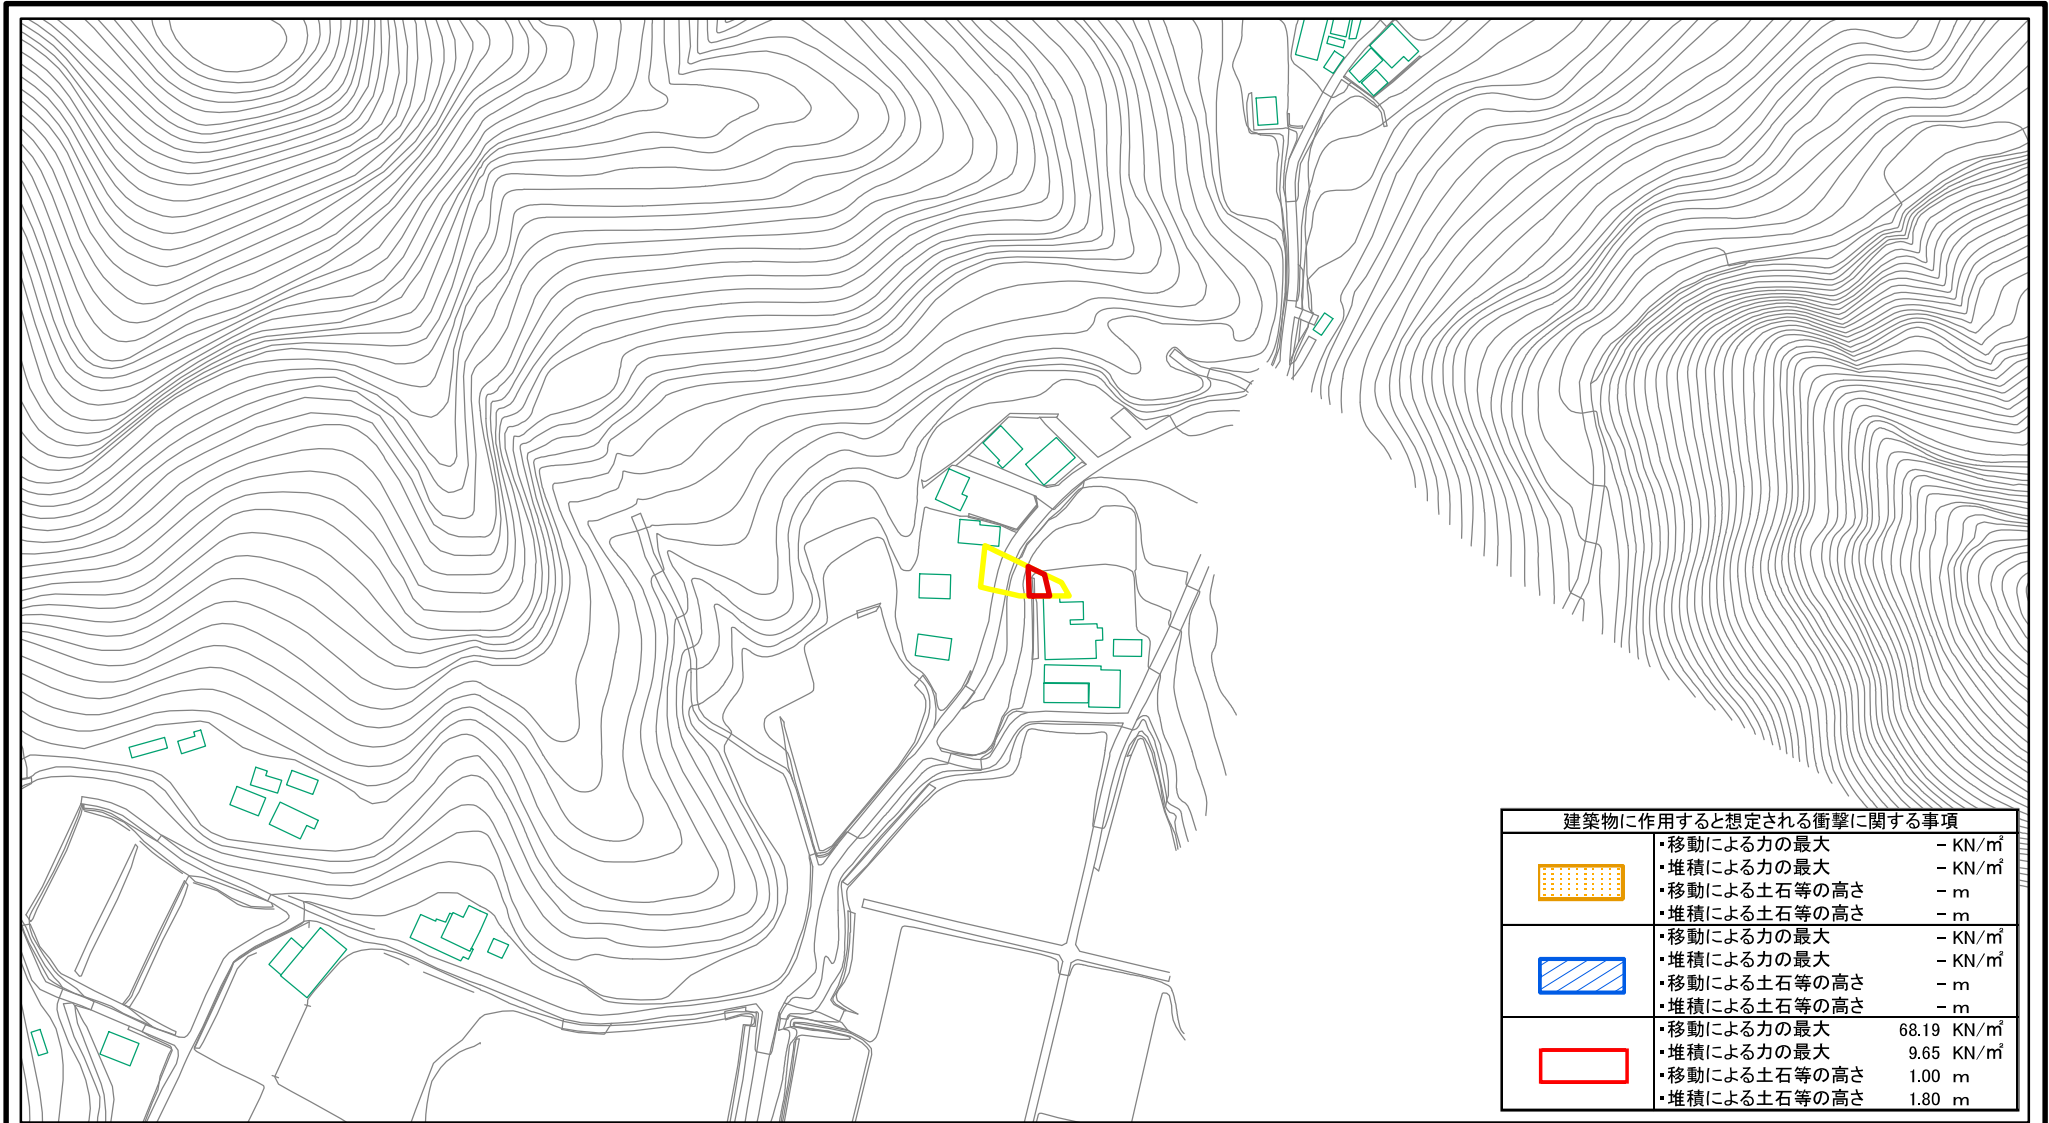 建築物に作用すると想定される衝撃に関する事項
・移動による力の最大 － KN/㎡
・堆積による力の最大 － KN/㎡
・移動による土石等の高さ － m
・堆積による土石等の高さ － m
・移動による力の最大 － KN/㎡
・堆積による力の最大 － KN/㎡
・移動による土石等の高さ － m
・堆積による土石等の高さ － m
・移動による力の最大 68.19 KN/㎡
・堆積による力の最大 9.65 KN/㎡
・移動による土石等の高さ 1.00 m
・堆積による土石等の高さ 1.80 m